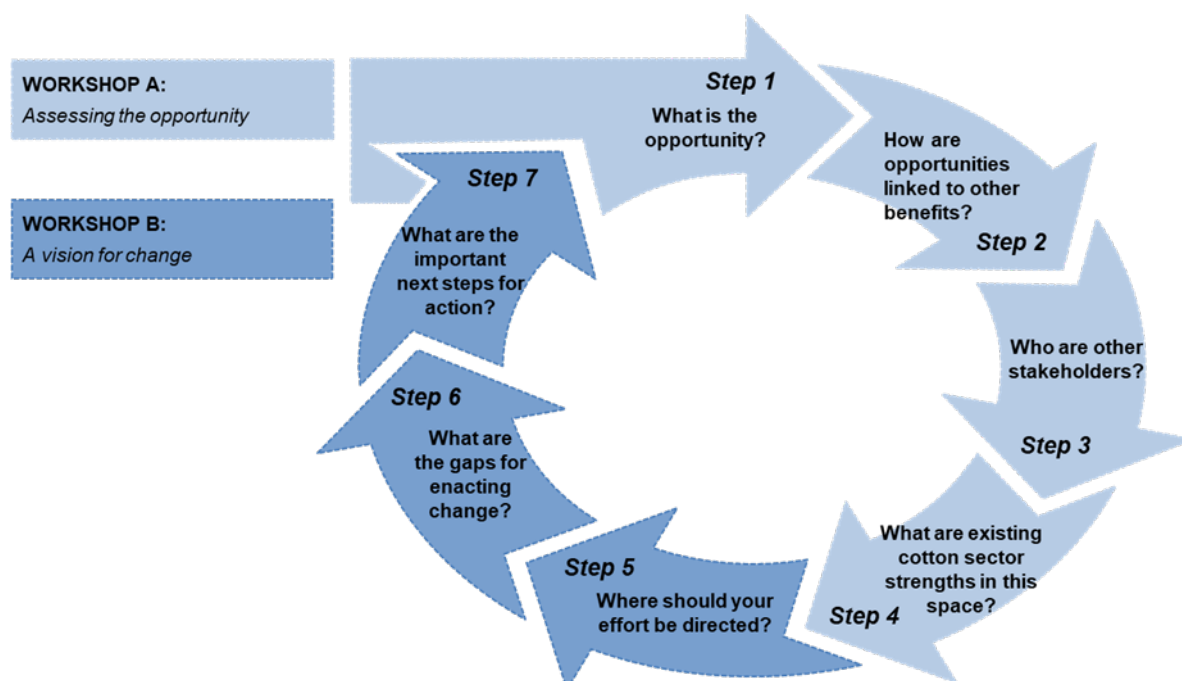 WORKSHOP A:
Assessing the opportunity
WORKSHOP B:
A vision for change
Step 1
What is the
opportunity?
How are
opportunities
linked to other
benefits?
Step 2
Who are other
stakeholders?
Step 3
What are existing
cotton sector
strengths in this
space?
Step 4
Step 5
Where should your
effort be directed?
Step 6
What are
the gaps for
enacting
change?
Step 7
What are the
important
next steps for
action?